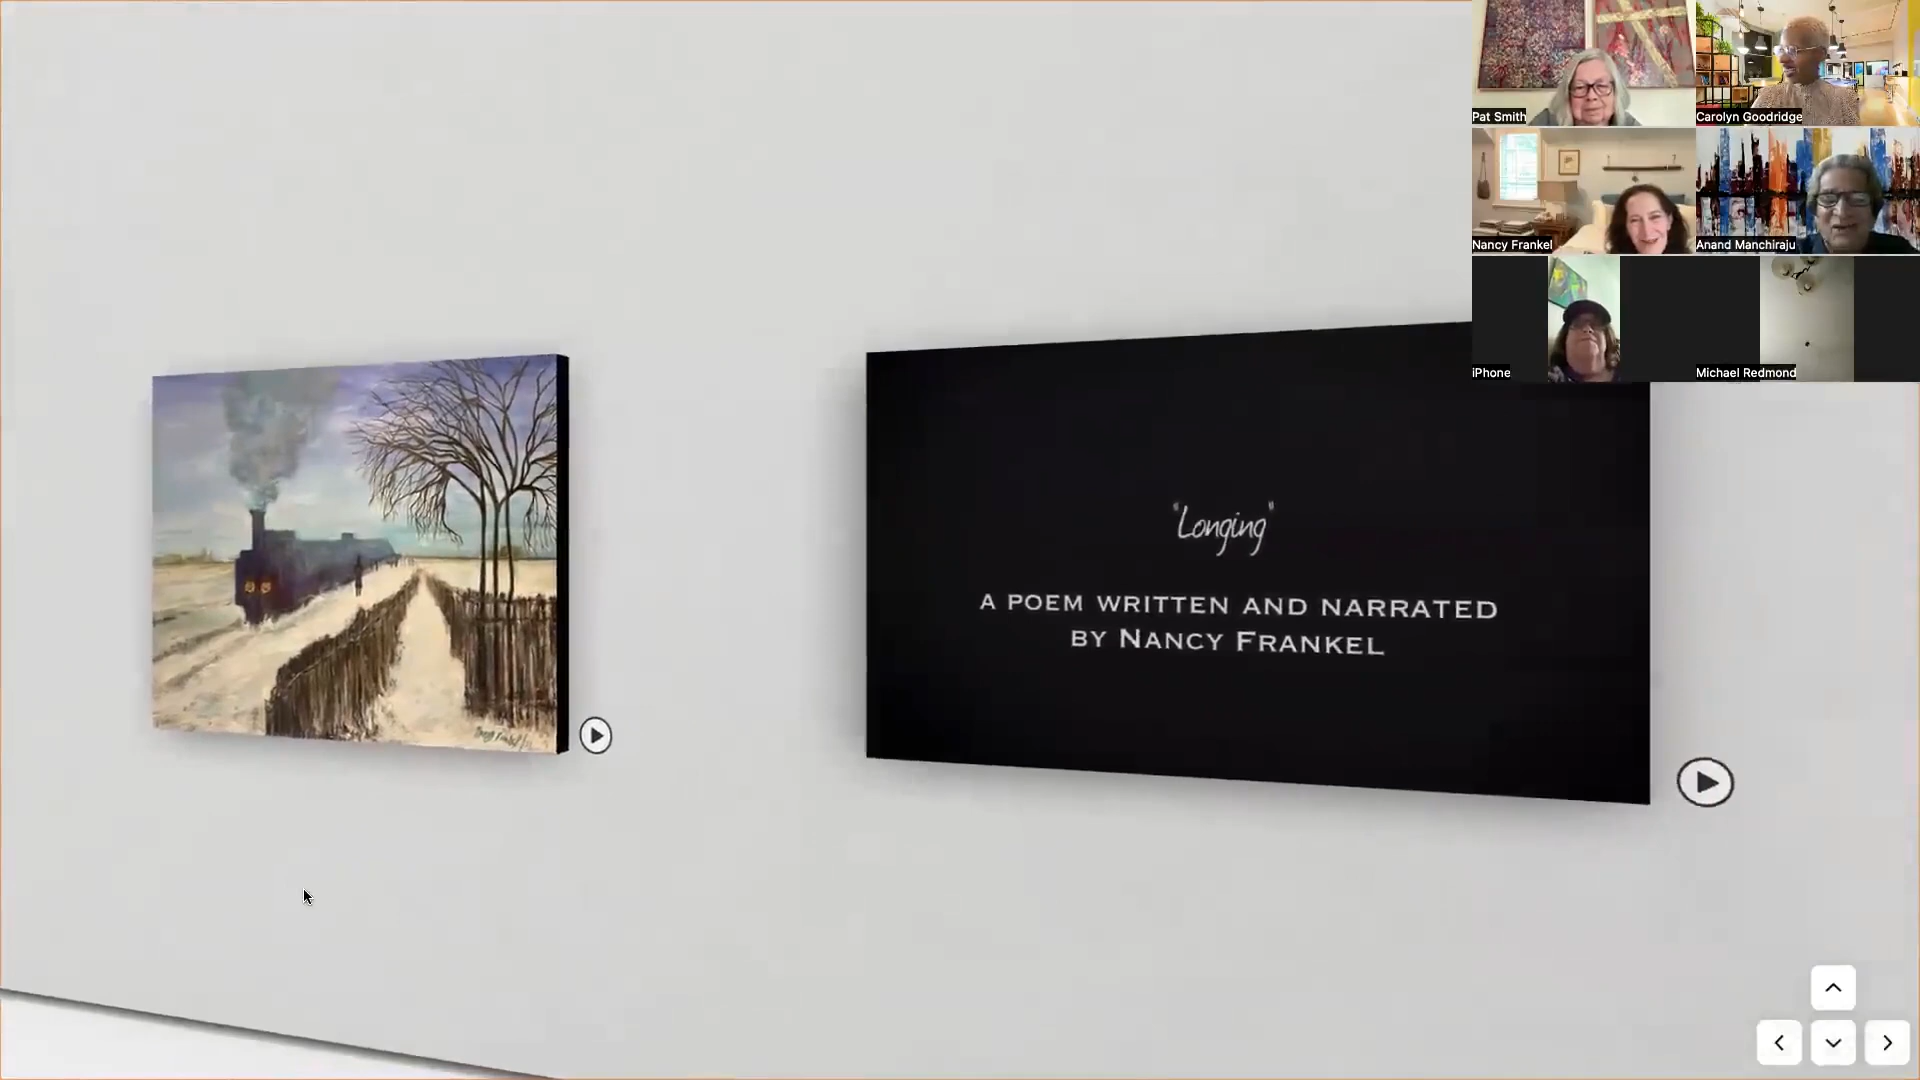 Pat Smith
Carolyn Goodridge
Nancy Frankel
Anand Manchiraju
iPhone
Michael Redmond
"Longing"
A POEM WRITTEN AND NARRATED
BY NANCY FRANKEL